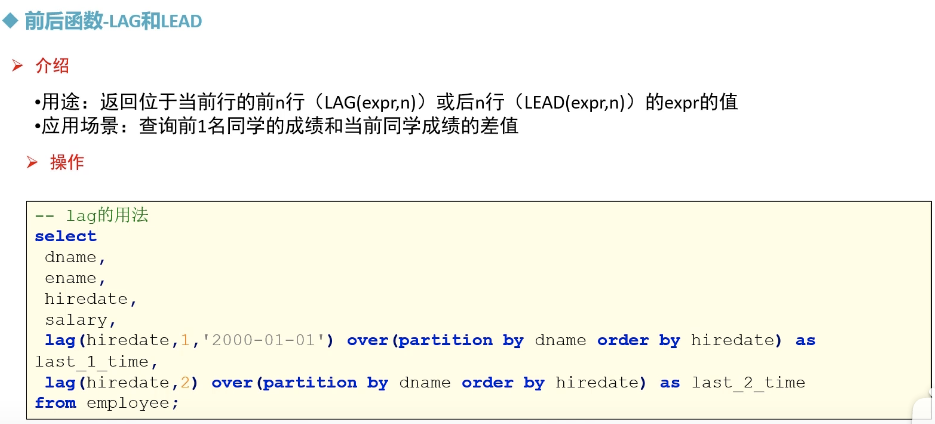 前后函数-LAG和LEAD
介绍
•用途：返回位于当前行的前n行（LAG(expr,n)）或后n行（LEAD(expr,n)）的expr的值
•应用场景：查询前1名同学的成绩和当前同学成绩的差值
操作
-- lag的用法
select
dname,
ename,
hiredate,
salary,
lag(hiredate,1,'2000-01-01') over(partition by dname order by hiredate) as
last_1_time,
lag(hiredate,2) over(partition by dname order by hiredate) as last_2_time
from employee;